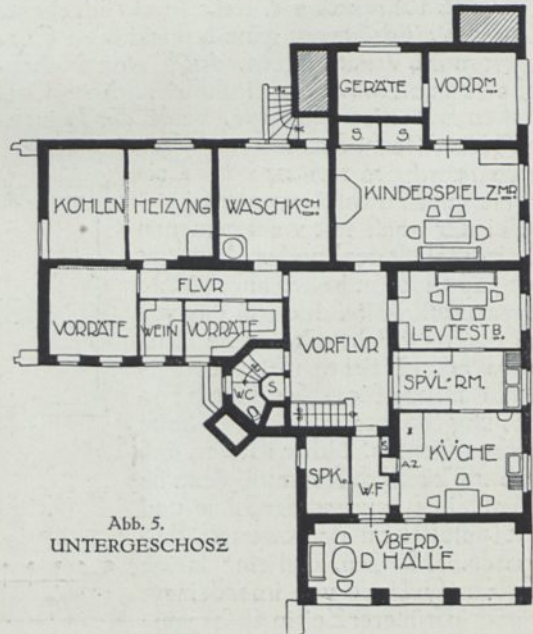 GERÄTE
VORRM
S.
S
KOHLEN
HEIZVNG
WASCHKCH
KINDERSPIELZMR
FLVR
VORRÄTE
WEIN
VORRÄTE
VORFLVR
LEVTESTB.
WC
S
SPÜL-RM.
KÜCHE
SPK.
W.F
AZ.
ÜBERD.
D HALLE
Abb. 5.
UNTERGESCHOSZ